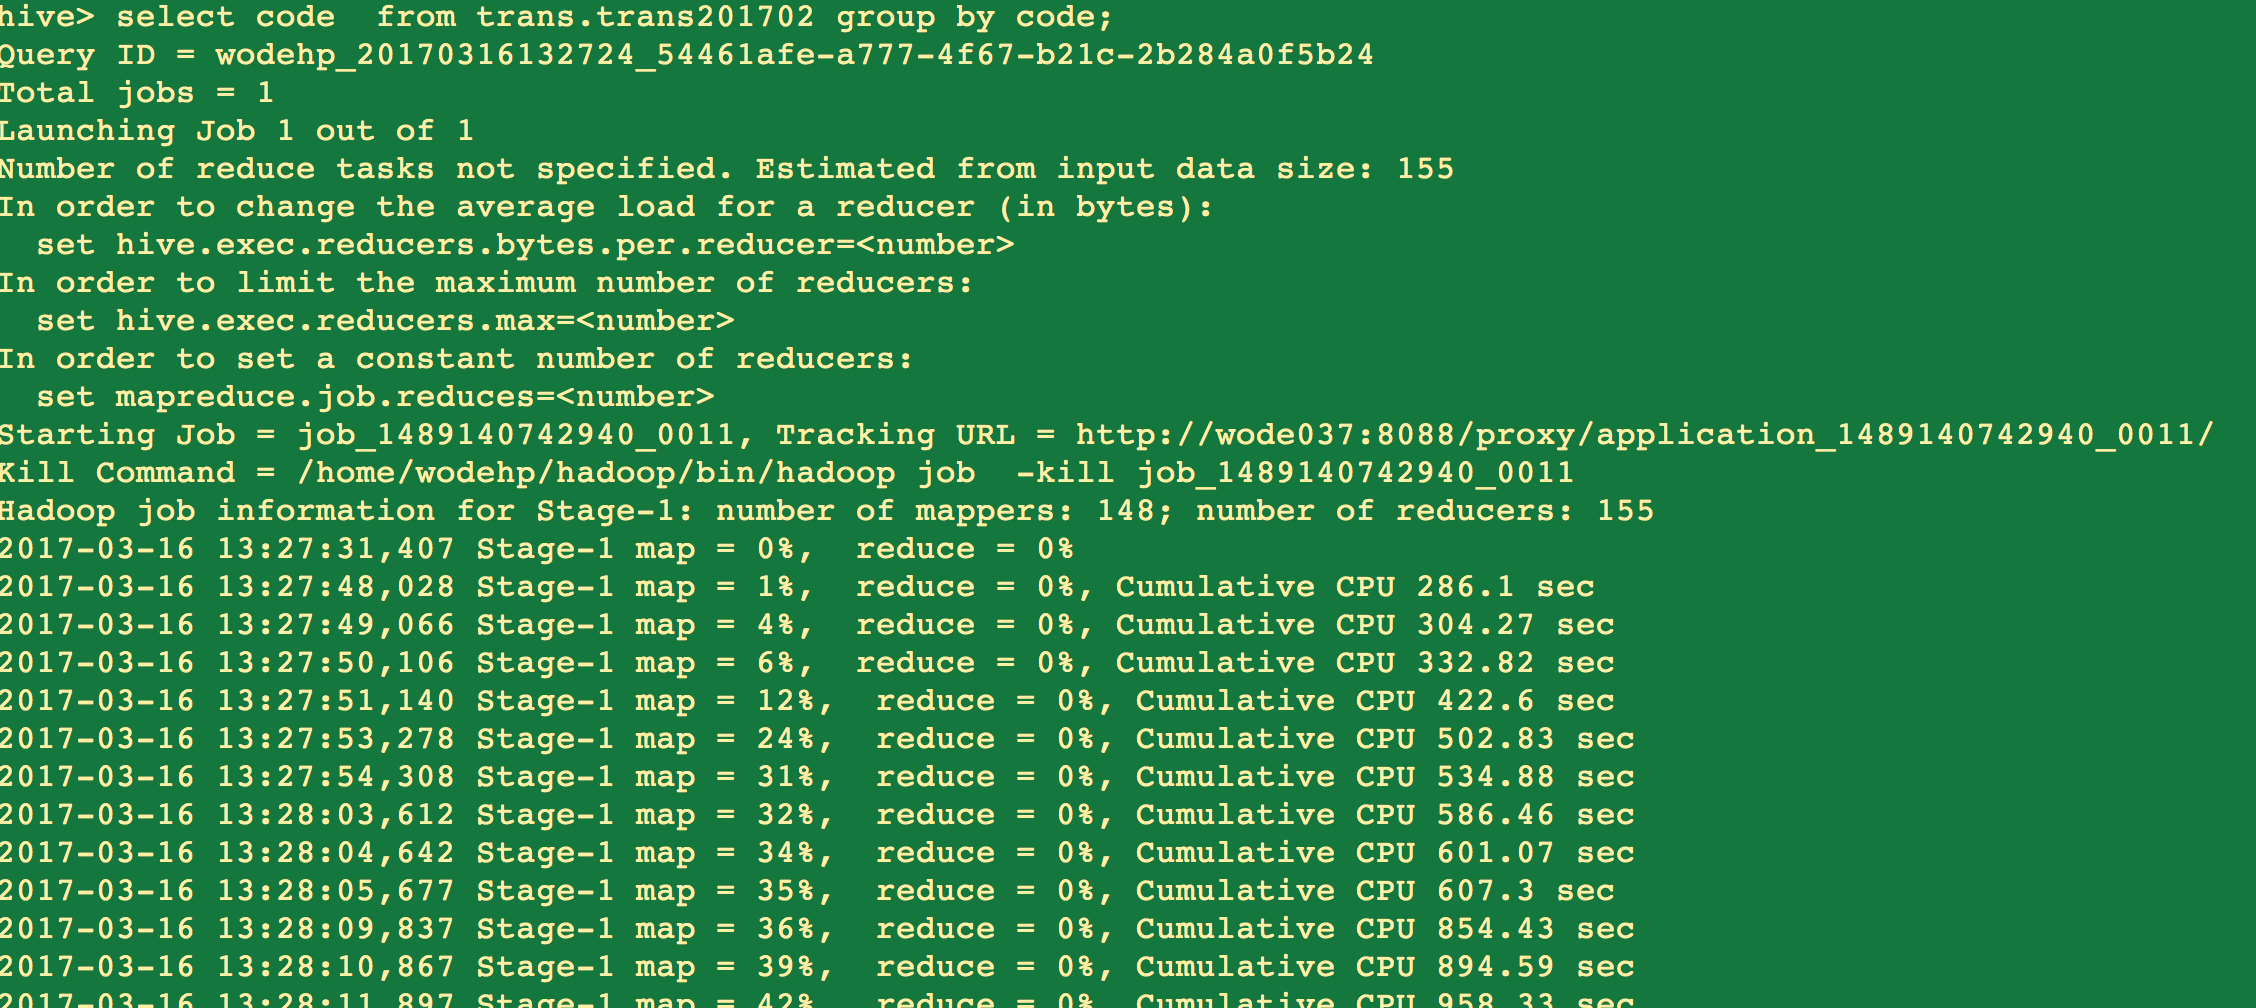 hive> select code  from trans.trans201702 group by code;
Query ID = wodehp_20170316132724_54461afe-a777-4f67-b21c-2b284a0f5b24
Total jobs = 1
Launching Job 1 out of 1
Number of reduce tasks not specified. Estimated from input data size: 155
In order to change the average load for a reducer (in bytes):
  set hive.exec.reducers.bytes.per.reducer=<number>
In order to limit the maximum number of reducers:
  set hive.exec.reducers.max=<number>
In order to set a constant number of reducers:
  set mapreduce.job.reduces=<number>
Starting Job = job_1489140742940_0011, Tracking URL = http://wode037:8088/proxy/application_1489140742940_0011/
Kill Command = /home/wodehp/hadoop/bin/hadoop job  -kill job_1489140742940_0011
Hadoop job information for Stage-1: number of mappers: 148; number of reducers: 155
2017-03-16 13:27:31,407 Stage-1 map = 0%,  reduce = 0%
2017-03-16 13:27:48,028 Stage-1 map = 1%,  reduce = 0%, Cumulative CPU 286.1 sec
2017-03-16 13:27:49,066 Stage-1 map = 4%,  reduce = 0%, Cumulative CPU 304.27 sec
2017-03-16 13:27:50,106 Stage-1 map = 6%,  reduce = 0%, Cumulative CPU 332.82 sec
2017-03-16 13:27:51,140 Stage-1 map = 12%,  reduce = 0%, Cumulative CPU 422.6 sec
2017-03-16 13:27:53,278 Stage-1 map = 24%,  reduce = 0%, Cumulative CPU 502.83 sec
2017-03-16 13:27:54,308 Stage-1 map = 31%,  reduce = 0%, Cumulative CPU 534.88 sec
2017-03-16 13:28:03,612 Stage-1 map = 32%,  reduce = 0%, Cumulative CPU 586.46 sec
2017-03-16 13:28:04,642 Stage-1 map = 34%,  reduce = 0%, Cumulative CPU 601.07 sec
2017-03-16 13:28:05,677 Stage-1 map = 35%,  reduce = 0%, Cumulative CPU 607.3 sec
2017-03-16 13:28:09,837 Stage-1 map = 36%,  reduce = 0%, Cumulative CPU 854.43 sec
2017-03-16 13:28:10,867 Stage-1 map = 39%,  reduce = 0%, Cumulative CPU 894.59 sec
2017-03-16 13:28:11,897 Stage-1 map = 42%,  reduce = 0%, Cumulative CPU 958.33 sec